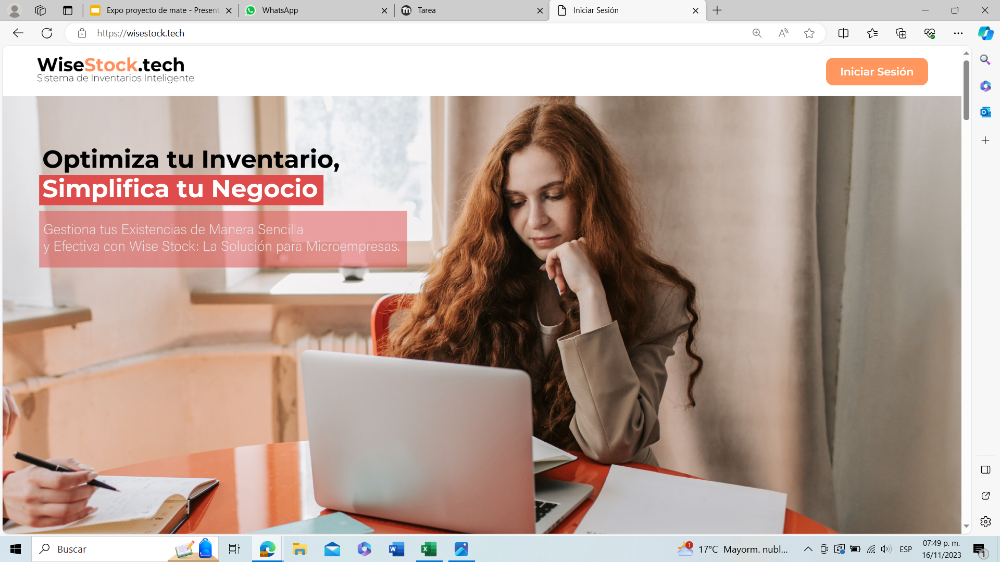 Expo proyecto de mate - Present
WhatsApp
Tarea
Iniciar Sesión
https://wisestock.tech
WiseStock.tech
Sistema de Inventarios Inteligente
Iniciar Sesión
Optimiza tu Inventario,
Simplifica tu Negocio
Gestiona tus Existencias de Manera Sencilla
y Efectiva con Wise Stock: La Solución para Microempresas.
Buscar
1
17°C Mayorm. nubl...
ESP
07:49 p. m.
16/11/2023
1